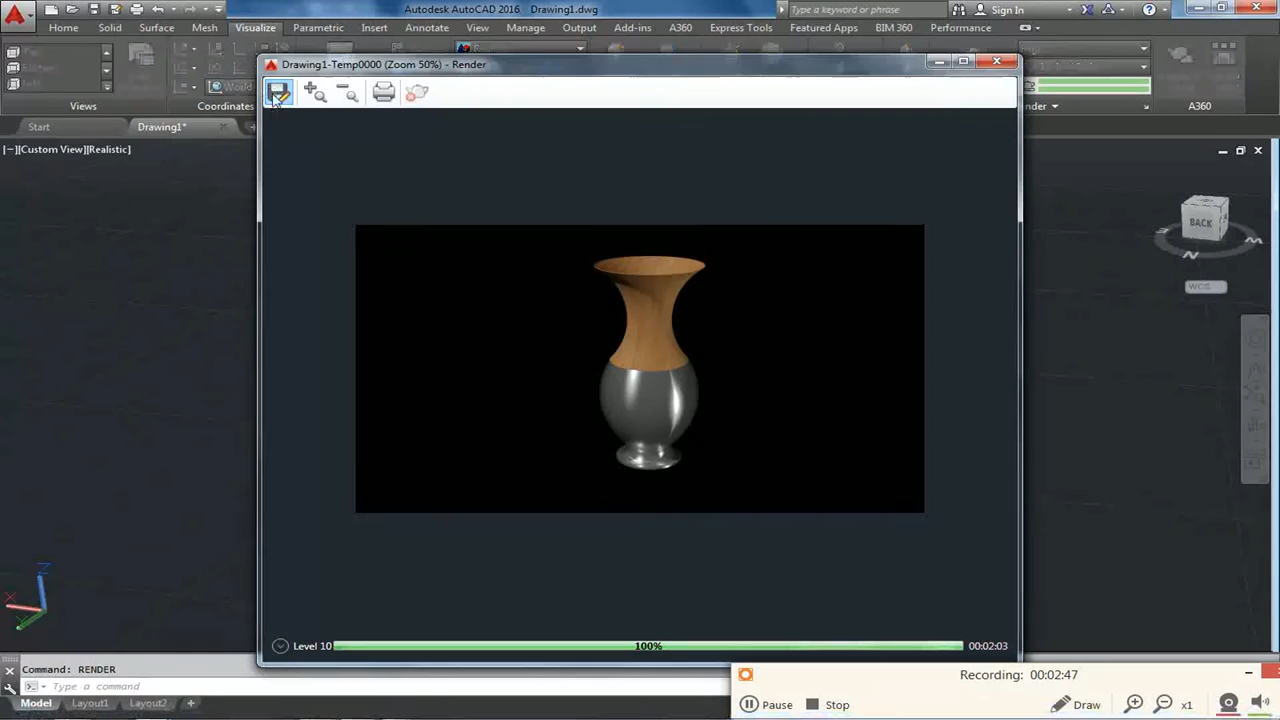 Autodesk AutoCAD 2016 Drawing1.dwg
Type a keyword or phrase
Sign In
Home Solid Surface Mesh Visualize Parametric Insert Annotate View Manage Output Add-ins A360 Express Tools Featured Apps BIM 360 Performance
World
Views
Coordinates
A360
Drawing1-Temp0000 (Zoom 50%) - Render
Start
Drawing1*
[−][Custom View][Realistic]
BACK
WCS
X
Z
Y
Level 10
100%
00:02:03
Command: RENDER
Type a command
Model Layout1 Layout2 +
Recording: 00:02:47
Pause
Stop
Draw
x1